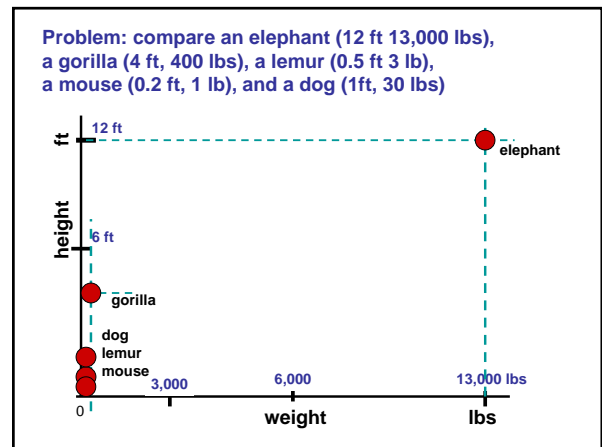 Problem: compare an elephant (12 ft 13,000 lbs),
a gorilla (4 ft, 400 lbs), a lemur (0.5 ft 3 lb),
a mouse (0.2 ft, 1 lb), and a dog (1ft, 30 lbs)
ft
12 ft
elephant
height
6 ft
gorilla
dog
lemur
mouse
0
3,000
6,000
13,000 lbs
weight
lbs